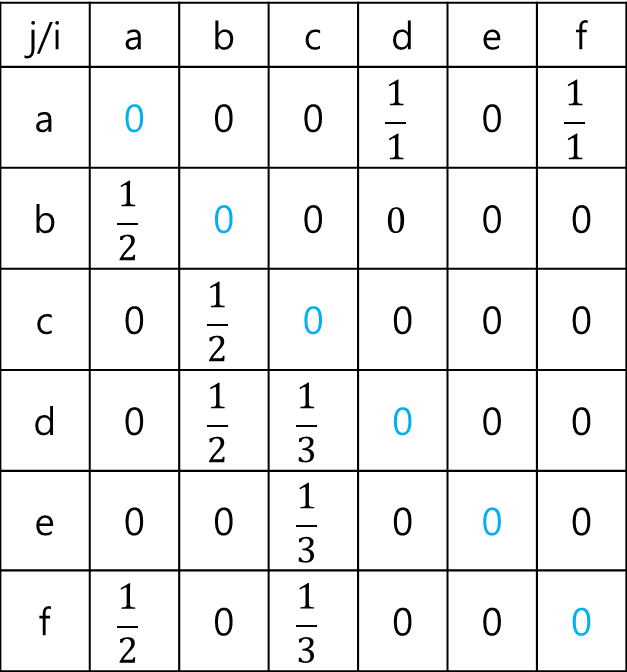 j/i a b c d e f
a 0 0 0 1/1 0 1/1
b 1/2 0 0 0 0 0
c 0 1/2 0 0 0 0
d 0 1/2 1/3 0 0 0
e 0 0 1/3 0 0 0
f 1/2 0 1/3 0 0 0